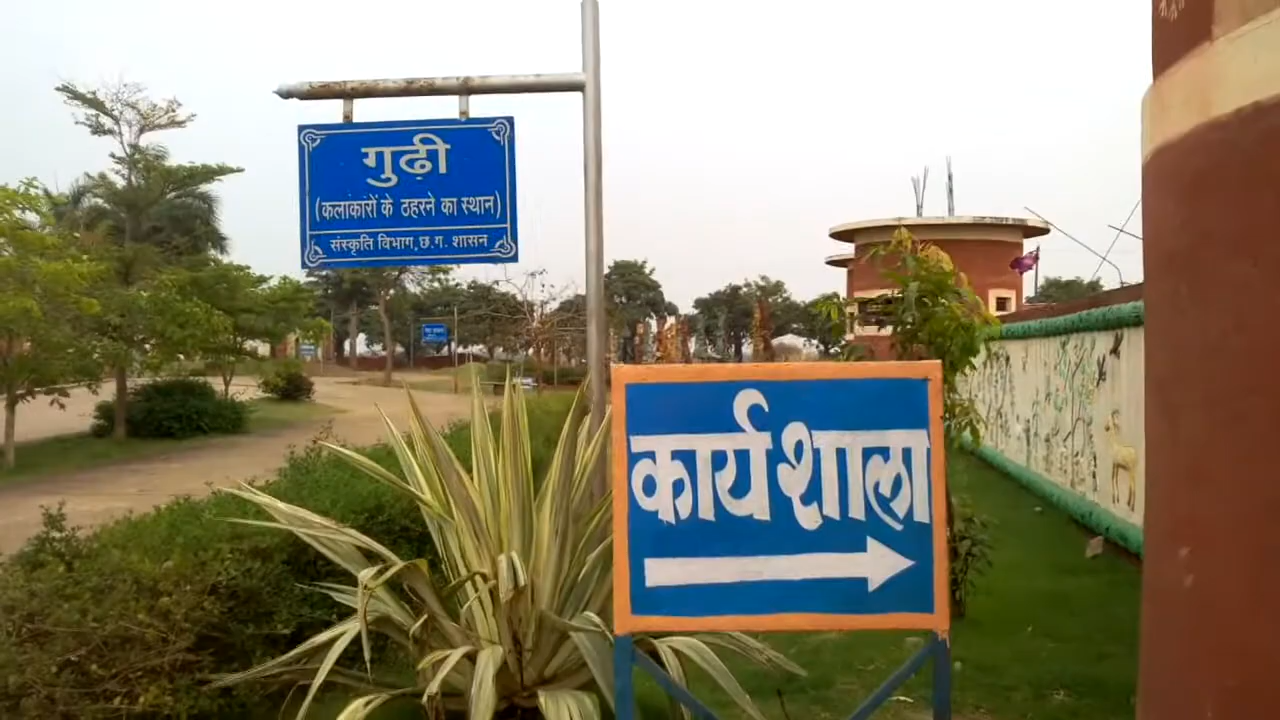 गुढ़ी
(कलाकारों के ठहरने का स्थान)
संस्कृति विभाग, छ.ग. शासन
कार्यशाला